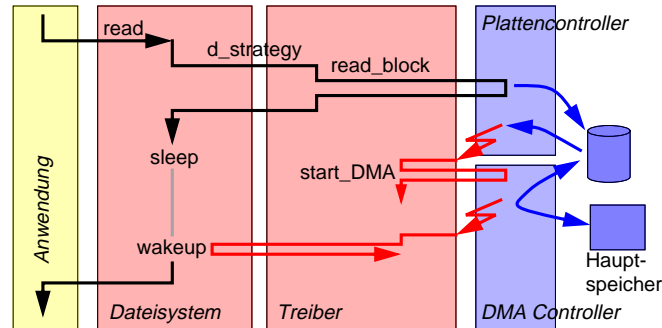 read
Plattencontroller
d_strategy
read_block
sleep
start_DMA
wakeup
Anwendung
Haupt-
speicher
Dateisystem
Treiber
DMA Controller